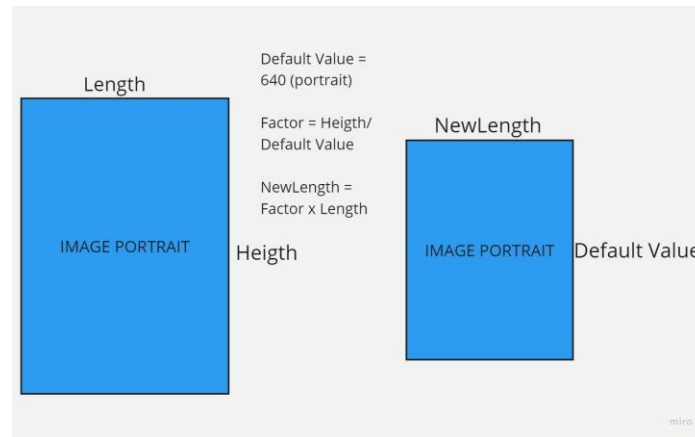 Length
IMAGE PORTRAIT
Heigth
Default Value =
640 (portrait)
Factor = Heigth/
Default Value
NewLength =
Factor x Length
NewLength
IMAGE PORTRAIT
Default Value
miro